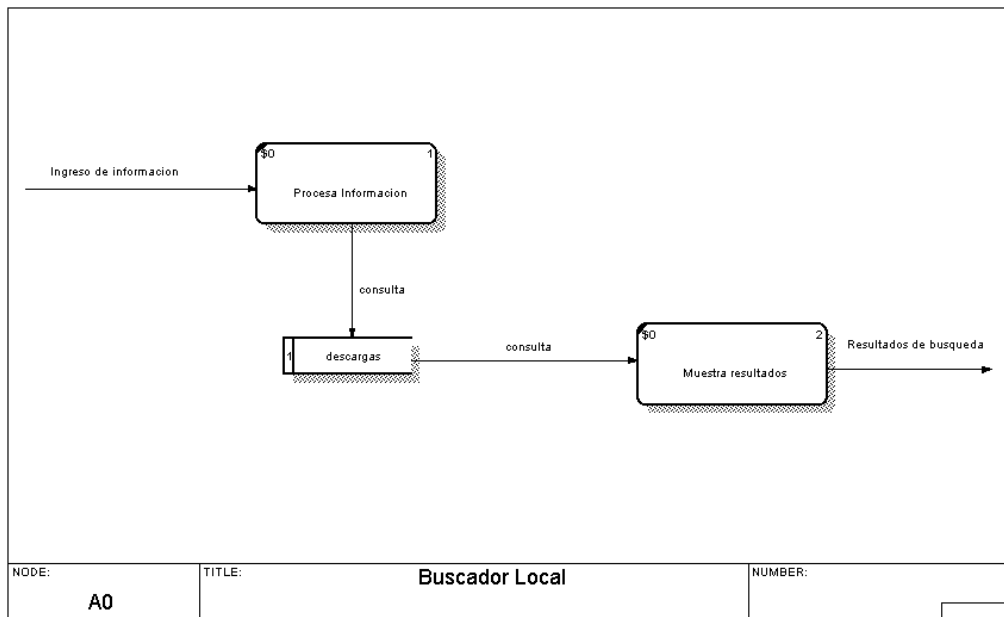 Ingreso de informacion
$0
1
Procesa Informacion
consulta
1
descargas
consulta
$0
2
Muestra resultados
Resultados de busqueda
NODE:
A0
TITLE:
Buscador Local
NUMBER: